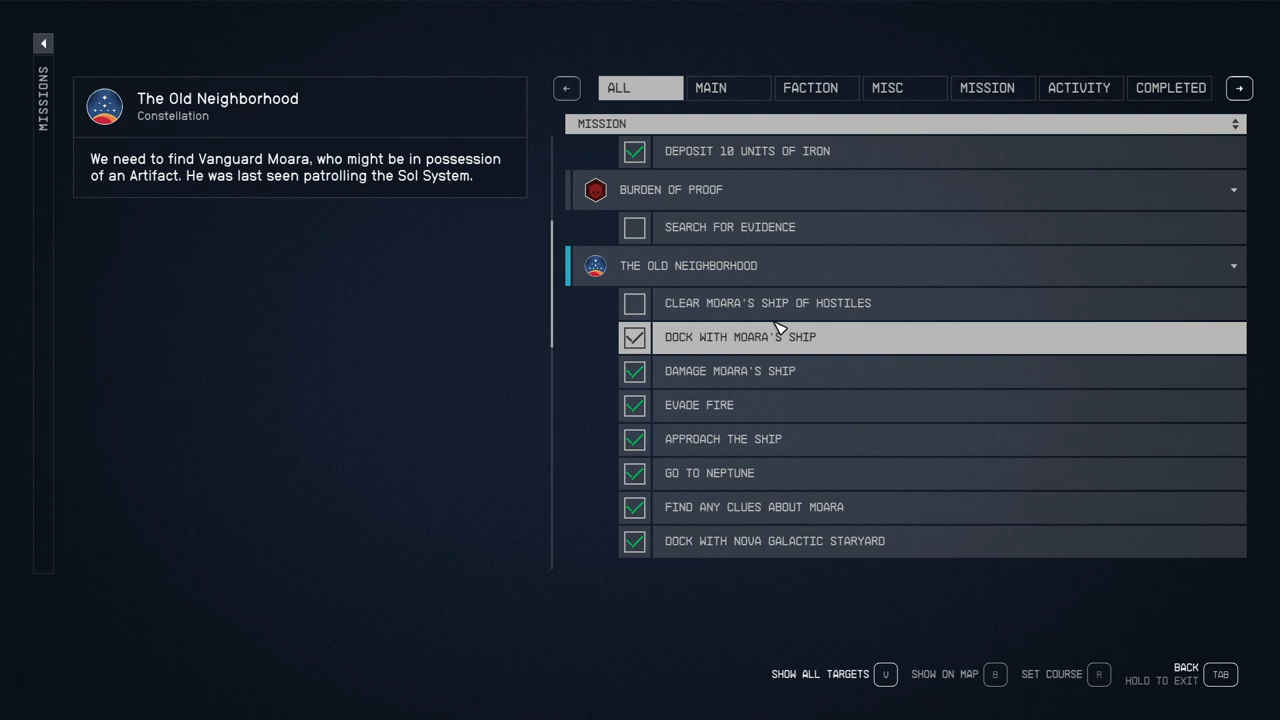 MISSIONS
The Old Neighborhood
Constellation
We need to find Vanguard Moara, who might be in possession
of an Artifact. He was last seen patrolling the Sol System.
ALL MAIN FACTION MISC MISSION ACTIVITY COMPLETED
MISSION
DEPOSIT 10 UNITS OF IRON
BURDEN OF PROOF
SEARCH FOR EVIDENCE
THE OLD NEIGHBORHOOD
CLEAR MOARA'S SHIP OF HOSTILES
DOCK WITH MOARA'S SHIP
DAMAGE MOARA'S SHIP
EVADE FIRE
APPROACH THE SHIP
GO TO NEPTUNE
FIND ANY CLUES ABOUT MOARA
DOCK WITH NOVA GALACTIC STARYARD
SHOW ALL TARGETS V SHOW ON MAP B SET COURSE R BACK TAB
HOLD TO EXIT